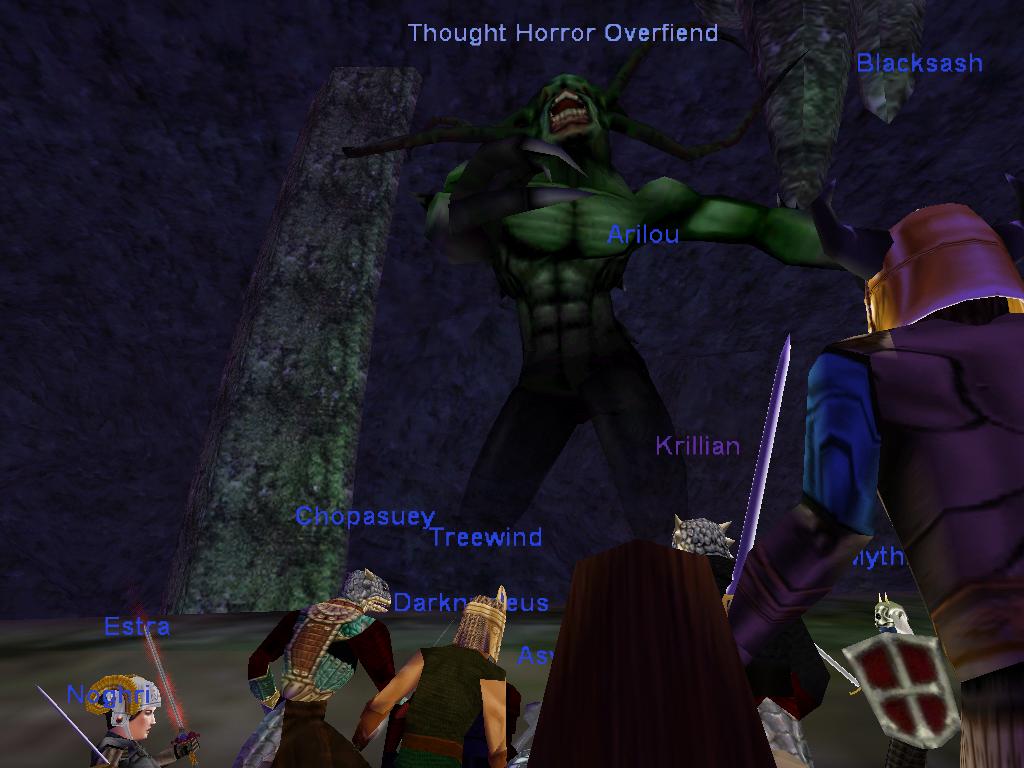 Thought Horror Overfiend
Blacksash
Arilou
Krillian
Chopasuey
Treewind
Estra
Noghri